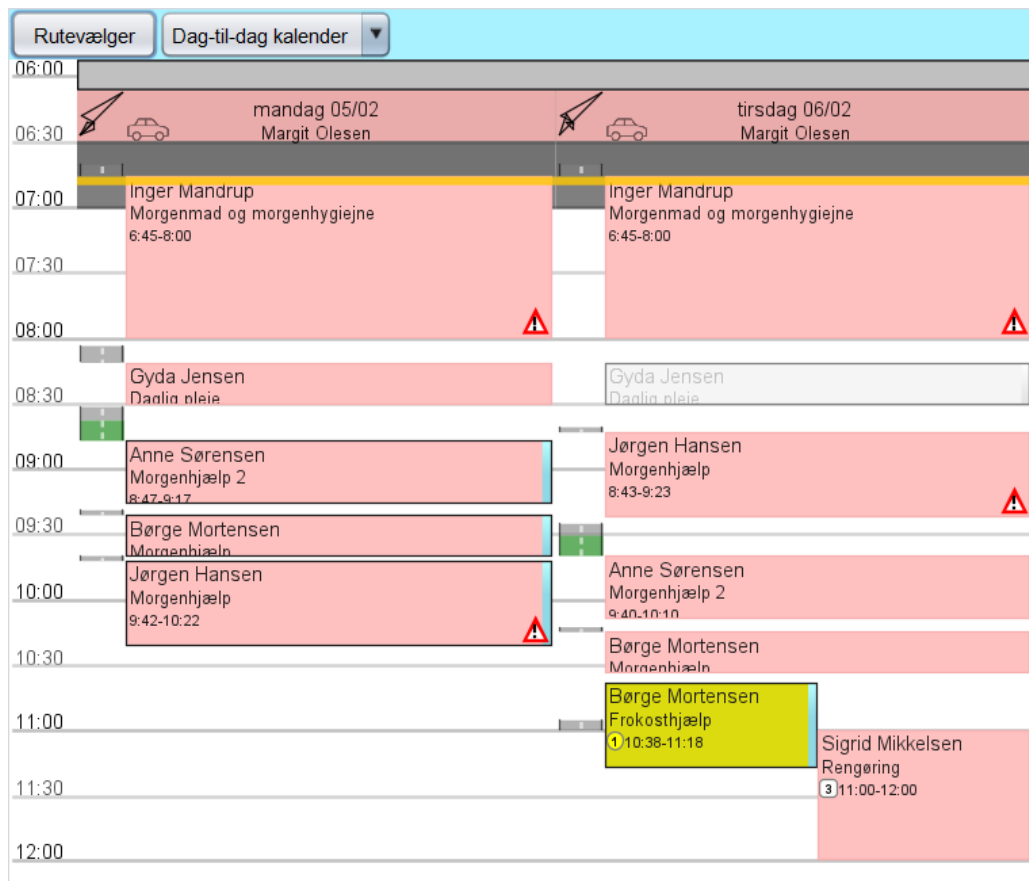 Rutevælger
Dag-til-dag kalender
06:00
mandag 05/02
Margit Olesen
tirsdag 06/02
Margit Olesen
06:30
07:00
Inger Mandrup
Morgenmad og morgenhygiejne
6:45-8:00
Inger Mandrup
Morgenmad og morgenhygiejne
6:45-8:00
07:30
08:00
Gyda Jensen
Daglig pleje
Gyda Jensen
Daglig pleje
08:30
Anne Sørensen
Morgenhjælp 2
8:47-9:17
Jørgen Hansen
Morgenhjælp
8:43-9:23
09:00
09:30
Børge Mortensen
Morgenhjælp
Jørgen Hansen
Morgenhjælp
9:42-10:22
Anne Sørensen
Morgenhjælp 2
9:40-10:10
10:00
10:30
Børge Mortensen
Morgenhjælp
Børge Mortensen
Frokosthjælp
1 10:38-11:18
11:00
Sigrid Mikkelsen
Rengøring
3 11:00-12:00
11:30
12:00